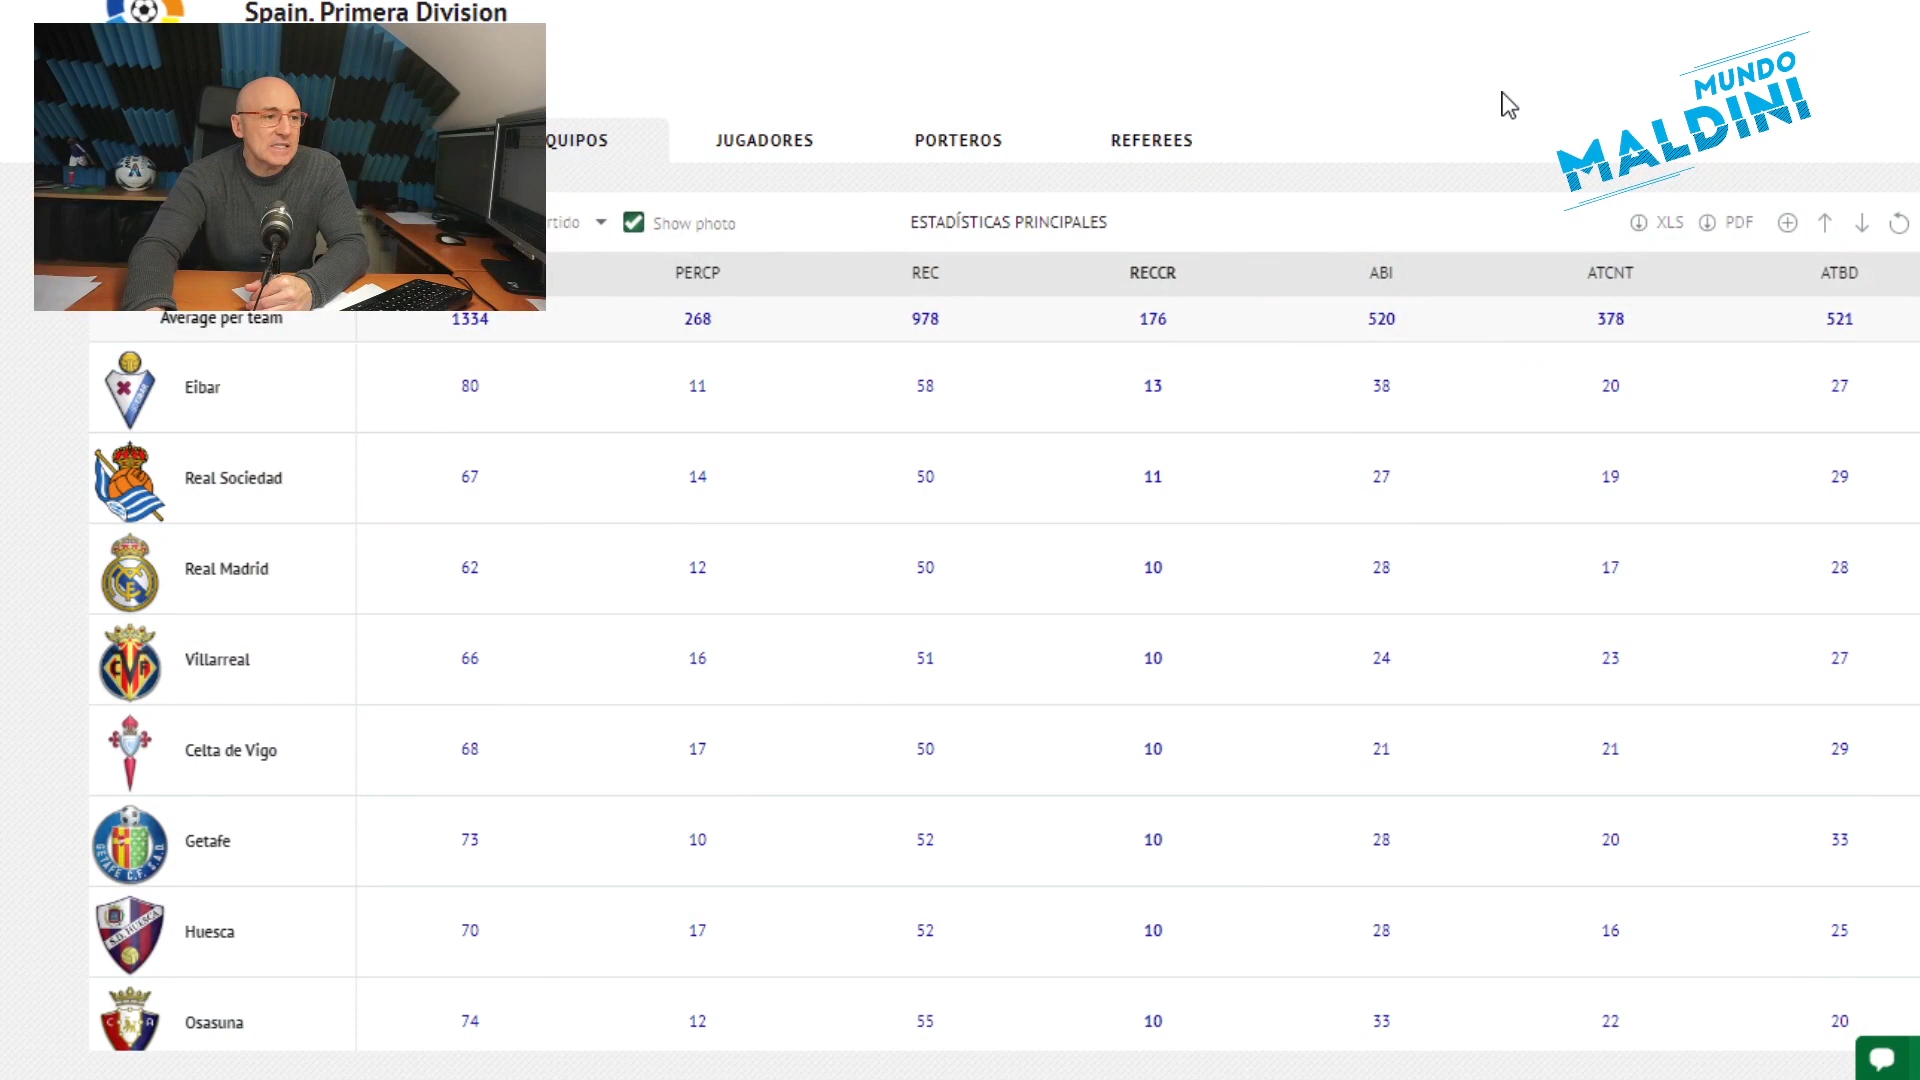 Spain. Primera Division
MUNDO
MALDINI
QUIPOS JUGADORES PORTEROS REFEREES
rtido Show photo ESTADÍSTICAS PRINCIPALES XLS PDF
PERCP REC RECCR ABI ATCNT ATBD
Average per team 1334 268 978 176 520 378 521
Eibar 80 11 58 13 38 20 27
Real Sociedad 67 14 50 11 27 19 29
Real Madrid 62 12 50 10 28 17 28
Villarreal 66 16 51 10 24 23 27
Celta de Vigo 68 17 50 10 21 21 29
Getafe 73 10 52 10 28 20 33
GETAFE C.F. S.A.D.
Huesca 70 17 52 10 28 16 25
S.D. HUESCA
Osasuna 74 12 55 10 33 22 20